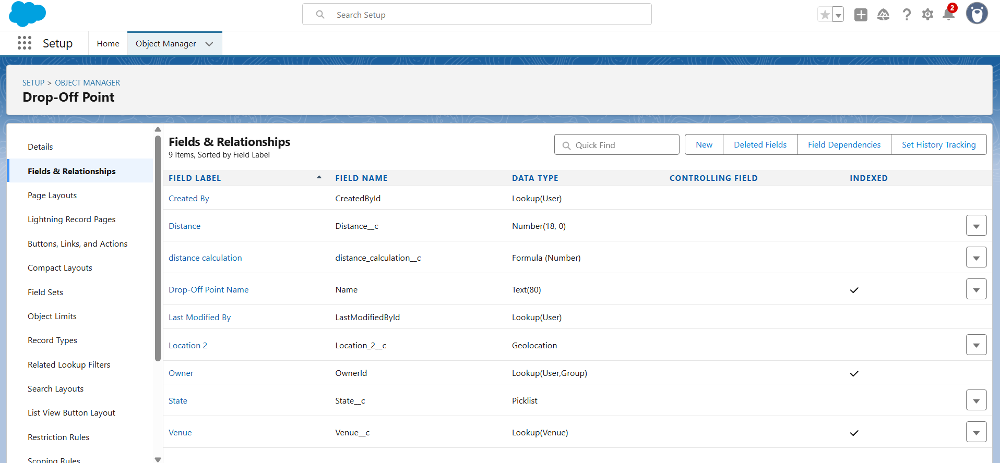 Search Setup
2
Setup
Home
Object Manager
SETUP > OBJECT MANAGER
Drop-Off Point
Details
Fields & Relationships
Page Layouts
Lightning Record Pages
Buttons, Links, and Actions
Compact Layouts
Field Sets
Object Limits
Record Types
Related Lookup Filters
Search Layouts
List View Button Layout
Restriction Rules
Scoping Rules
Fields & Relationships
9 Items, Sorted by Field Label
Quick Find
New
Deleted Fields
Field Dependencies
Set History Tracking
FIELD LABEL FIELD NAME DATA TYPE CONTROLLING FIELD INDEXED
Created By CreatedById Lookup(User)
Distance Distance__c Number(18, 0)
distance calculation distance_calculation__c Formula (Number)
Drop-Off Point Name Name Text(80)
Last Modified By LastModifiedById Lookup(User)
Location 2 Location_2__c Geolocation
Owner OwnerId Lookup(User,Group)
State State__c Picklist
Venue Venue__c Lookup(Venue)